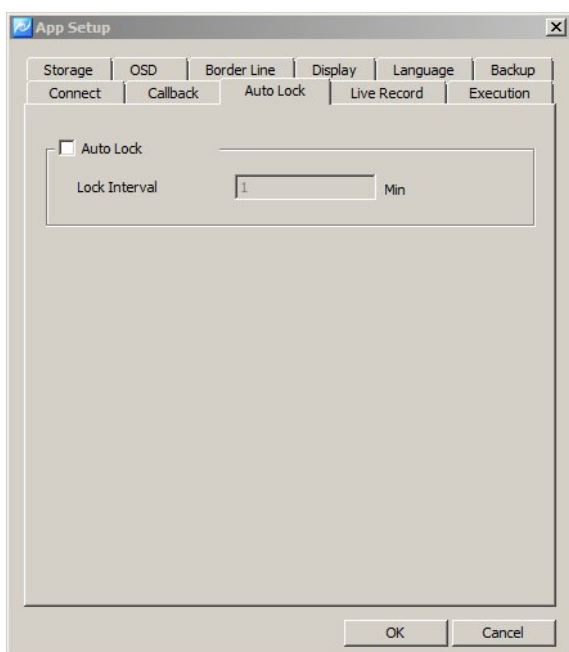 App Setup
Storage OSD Border Line Display Language Backup
Connect Callback Auto Lock Live Record Execution
Auto Lock
Lock Interval 1 Min
OK Cancel